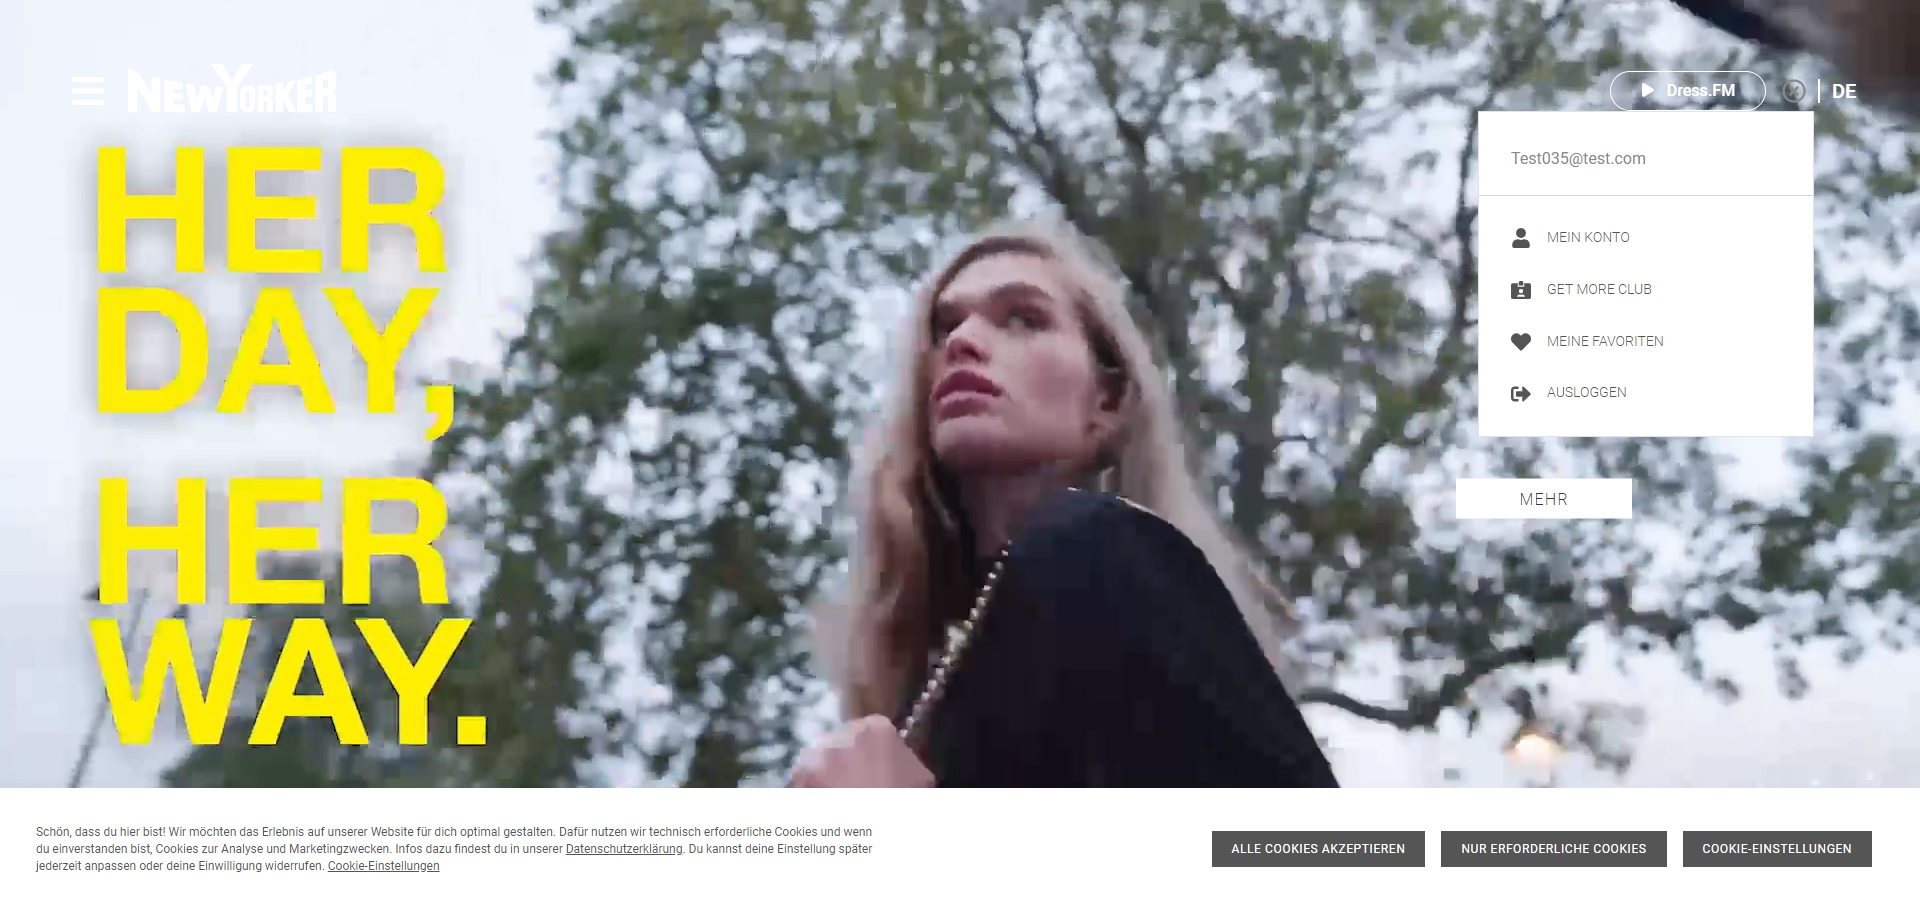 NEWYORKER
Dress.FM
DE
Test035@test.com
MEIN KONTO
GET MORE CLUB
MEINE FAVORITEN
AUSLOGGEN
HER
DAY,
HER
WAY.
MEHR
Schön, dass du hier bist! Wir möchten das Erlebnis auf unserer Website für dich optimal gestalten. Dafür nutzen wir technisch erforderliche Cookies und wenn
du einverstanden bist, Cookies zur Analyse und Marketingzwecken. Infos dazu findest du in unserer Datenschutzerklärung. Du kannst deine Einstellung später
jederzeit anpassen oder deine Einwilligung widerrufen. Cookie-Einstellungen
ALLE COOKIES AKZEPTIEREN
NUR ERFORDERLICHE COOKIES
COOKIE-EINSTELLUNGEN